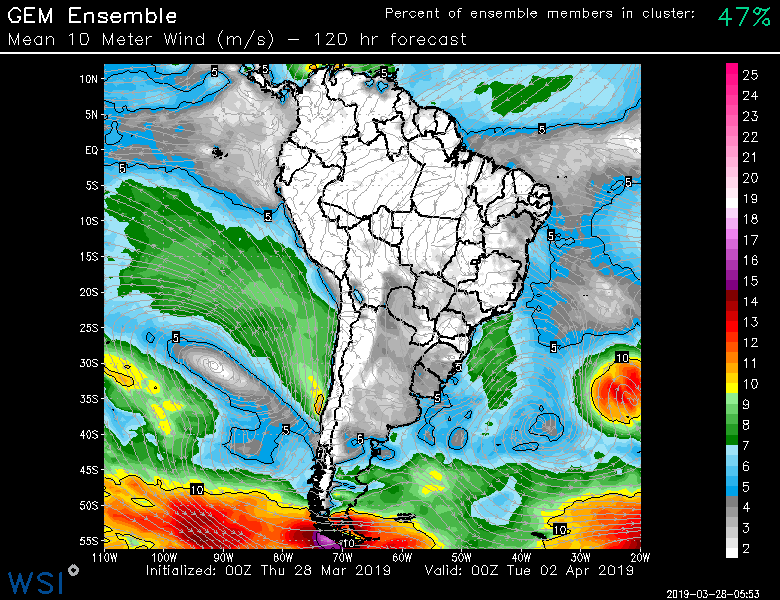 GEM Ensemble
Percent of ensemble members in cluster: 47%
Mean 10 Meter Wind (m/s) – 120 hr forecast
10N
5N
EQ
5S
10S
15S
20S
25S
30S
35S
40S
45S
50S
55S
110W 100W 90W 80W 70W 60W 50W 40W 30W 20W
5
5
5
5
5
5
5
5
5
5
10
5
5
5
5
10
10
10
25
24
23
22
21
20
19
18
17
16
15
14
13
12
11
10
9
8
7
6
5
4
3
2
Initialized: 00Z Thu 28 Mar 2019 Valid: 00Z Tue 02 Apr 2019
WSI
2019-03-28-05:53